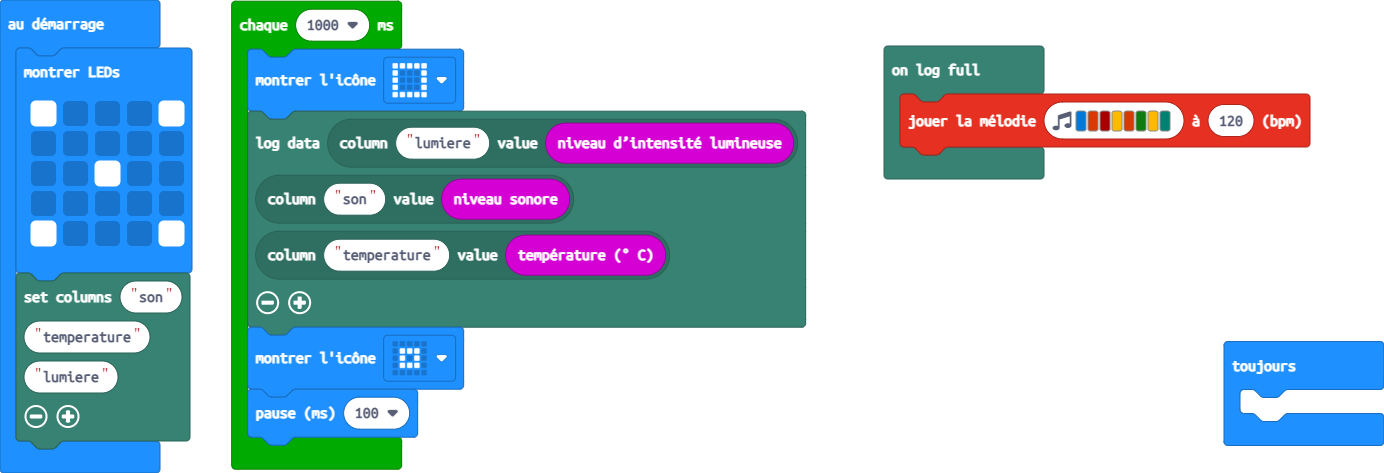 au démarrage
montrer LEDs
set columns "son"
"temperature"
"lumiere"
chaque 1000 ms
montrer l'icône
log data column "lumiere" value niveau d’intensité lumineuse
column "son" value niveau sonore
column "temperature" value température (° C)
montrer l'icône
pause (ms) 100
on log full
jouer la mélodie à 120 (bpm)
toujours